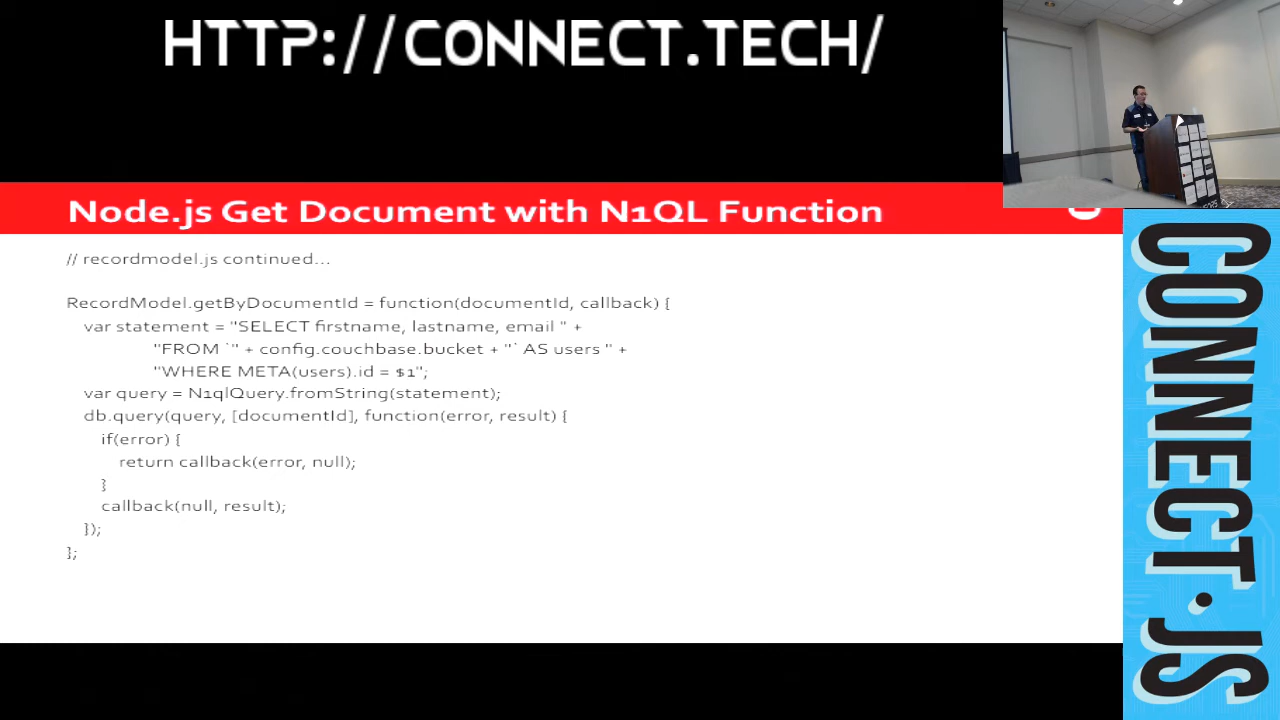 HTTP://CONNECT.TECH/
Node.js Get Document with N1QL Function
// recordmodel.js continued...
RecordModel.getByDocumentId = function(documentId, callback) {
var statement = "SELECT firstname, lastname, email " +
"FROM `" + config.couchbase.bucket + "` AS users " +
"WHERE META(users).id = $1";
var query = N1qlQuery.fromString(statement);
db.query(query, [documentId], function(error, result) {
if(error) {
return callback(error, null);
}
callback(null, result);
});
};
CONNECT.JS